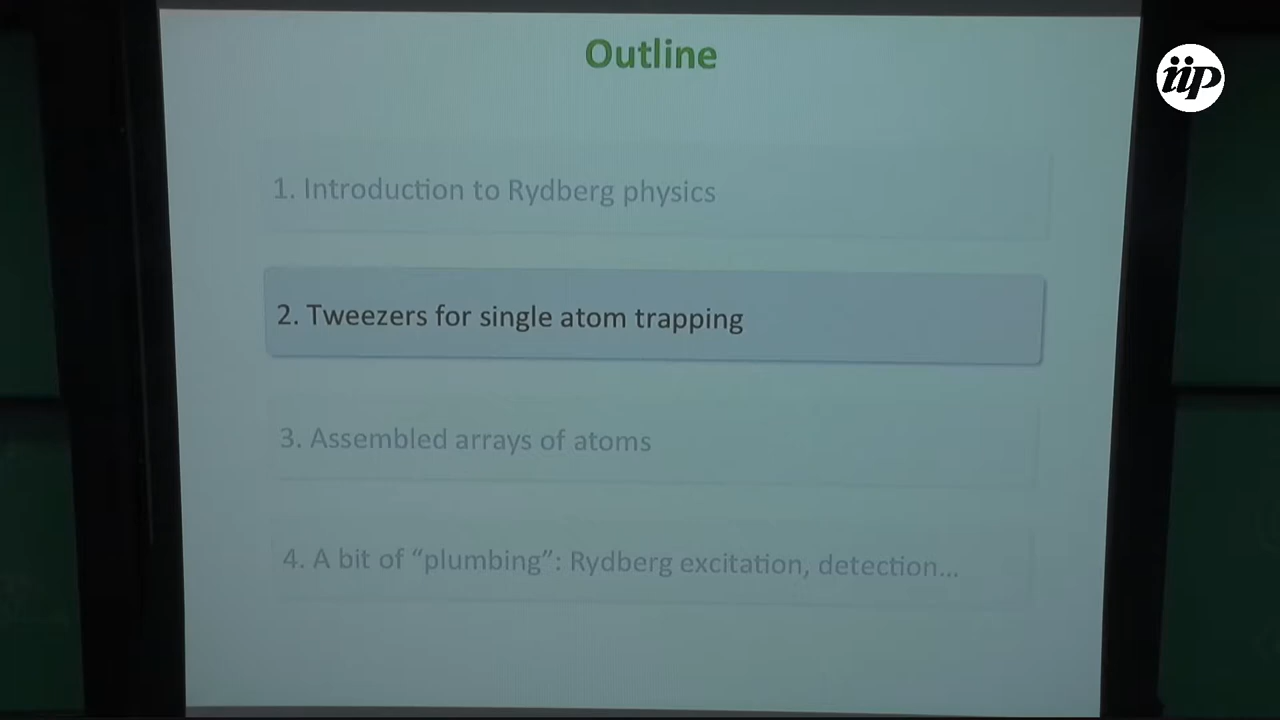 Outline
iip
1. Introduction to Rydberg physics
2. Tweezers for single atom trapping
3. Assembled arrays of atoms
4. A bit of “plumbing”: Rydberg excitation, detection...